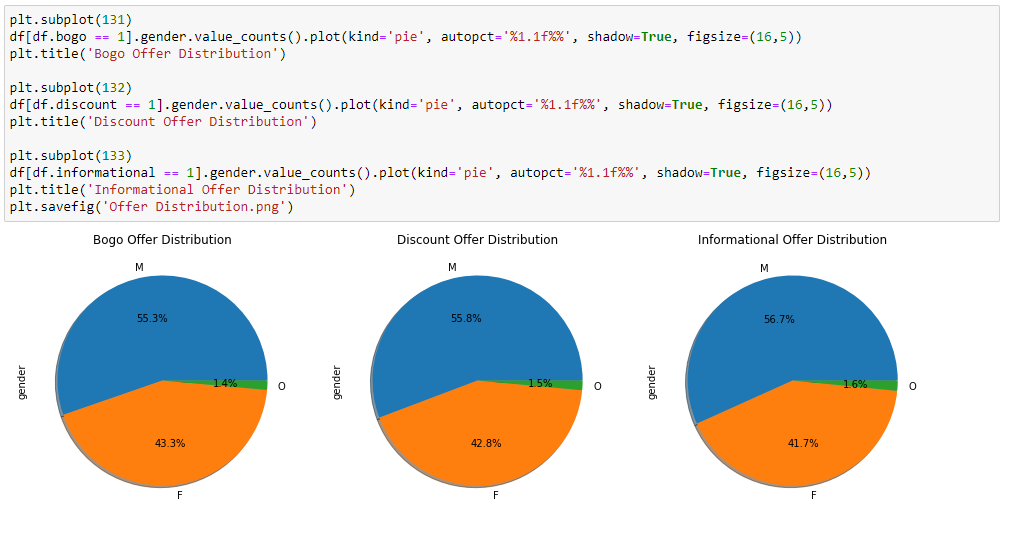 plt.subplot(131)
df[df.bogo == 1].gender.value_counts().plot(kind='pie', autopct='%1.1f%%', shadow=True, figsize=(16,5))
plt.title('Bogo Offer Distribution')

plt.subplot(132)
df[df.discount == 1].gender.value_counts().plot(kind='pie', autopct='%1.1f%%', shadow=True, figsize=(16,5))
plt.title('Discount Offer Distribution')

plt.subplot(133)
df[df.informational == 1].gender.value_counts().plot(kind='pie', autopct='%1.1f%%', shadow=True, figsize=(16,5))
plt.title('Informational Offer Distribution')
plt.savefig('Offer Distribution.png')
Bogo Offer Distribution
M
55.3%
gender
1.4%
O
43.3%
F
Discount Offer Distribution
M
55.8%
gender
1.5%
O
42.8%
F
Informational Offer Distribution
M
56.7%
gender
1.6%
O
41.7%
F